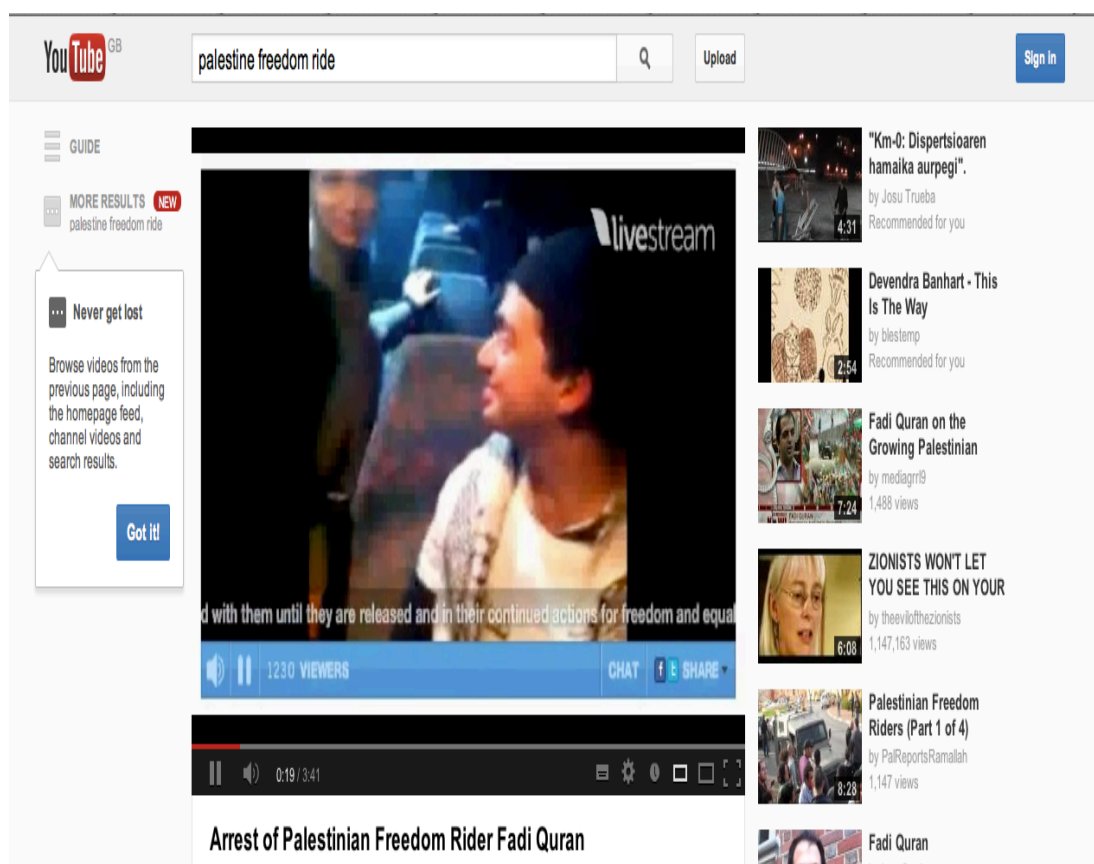 YouTube GB
palestine freedom ride
Upload
Sign in
GUIDE
MORE RESULTS NEW
palestine freedom ride
Never get lost
Browse videos from the
previous page, including
the homepage feed,
channel videos and
search results.
Got it!
livestream
d with them until they are released and in their continued actions for freedom and equal
1230 VIEWERS
CHAT
f t SHARE
0:19 / 3:41
Arrest of Palestinian Freedom Rider Fadi Quran
"Km-0: Dispertsioaren
hamaika aurpegi".
by Josu Trueba
Recommended for you
4:31
Devendra Banhart - This
Is The Way
by blestemp
Recommended for you
2:54
Fadi Quran on the
Growing Palestinian
by mediagrrl9
1,488 views
7:24
FADI QURAN
ZIONISTS WON'T LET
YOU SEE THIS ON YOUR
by theevilofthezionists
1,147,163 views
6:08
Palestinian Freedom
Riders (Part 1 of 4)
by PalReportsRamallah
1,147 views
8:28
Fadi Quran